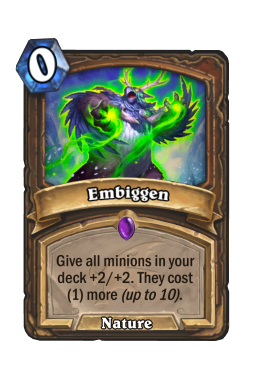 0
Embiggen
Give all minions in your
deck +2/+2. They cost
(1) more (up to 10).
Nature